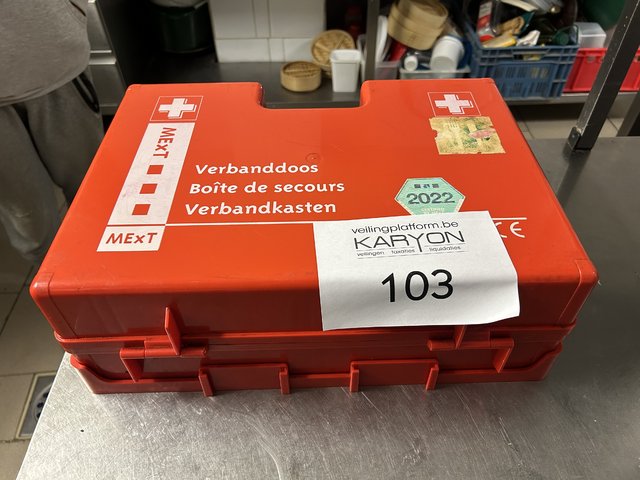 MExT
Verbanddoos
Boîte de secours
Verbandkasten
MExT
2022
CE
veilingplatform.be
KARYON
veilingen taxaties liquidaties
103